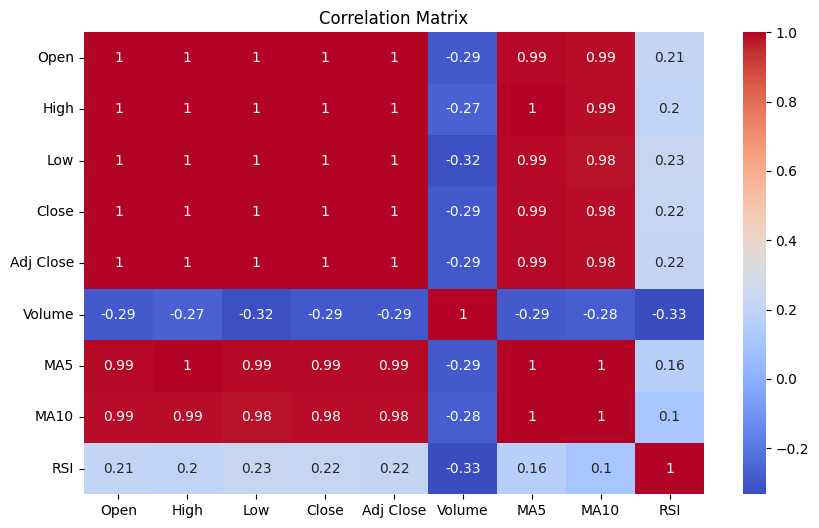 Correlation Matrix
Open 1 1 1 1 1 -0.29 0.99 0.99 0.21
High 1 1 1 1 1 -0.27 1 0.99 0.2
Low 1 1 1 1 1 -0.32 0.99 0.98 0.23
Close 1 1 1 1 1 -0.29 0.99 0.98 0.22
Adj Close 1 1 1 1 1 -0.29 0.99 0.98 0.22
Volume -0.29 -0.27 -0.32 -0.29 -0.29 1 -0.29 -0.28 -0.33
MA5 0.99 1 0.99 0.99 0.99 -0.29 1 1 0.16
MA10 0.99 0.99 0.98 0.98 0.98 -0.28 1 1 0.1
RSI 0.21 0.2 0.23 0.22 0.22 -0.33 0.16 0.1 1
Open High Low Close Adj Close Volume MA5 MA10 RSI
1.0
0.8
0.6
0.4
0.2
0.0
−0.2